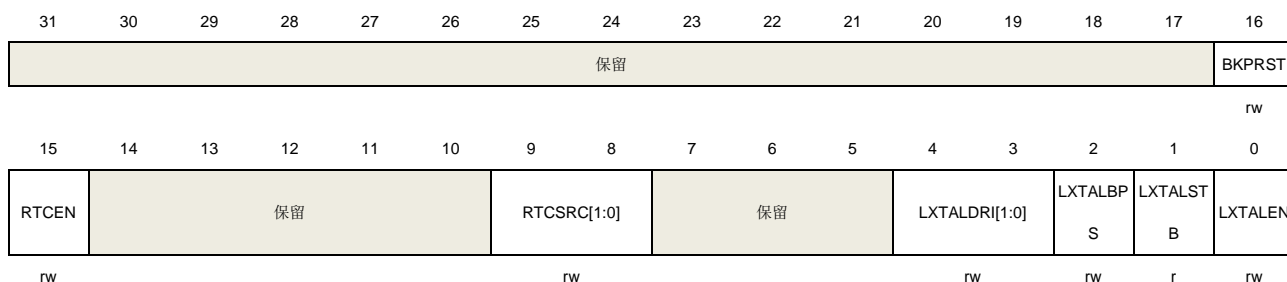 31 30 29 28 27 26 25 24 23 22 21 20 19 18 17 16
保留 BKPRST
rw
15 14 13 12 11 10 9 8 7 6 5 4 3 2 1 0
RTCEN 保留 RTCSRC[1:0] 保留 LXTALDRI[1:0] LXTALBP LXTALST LXTALEN
S B
rw rw rw rw r rw